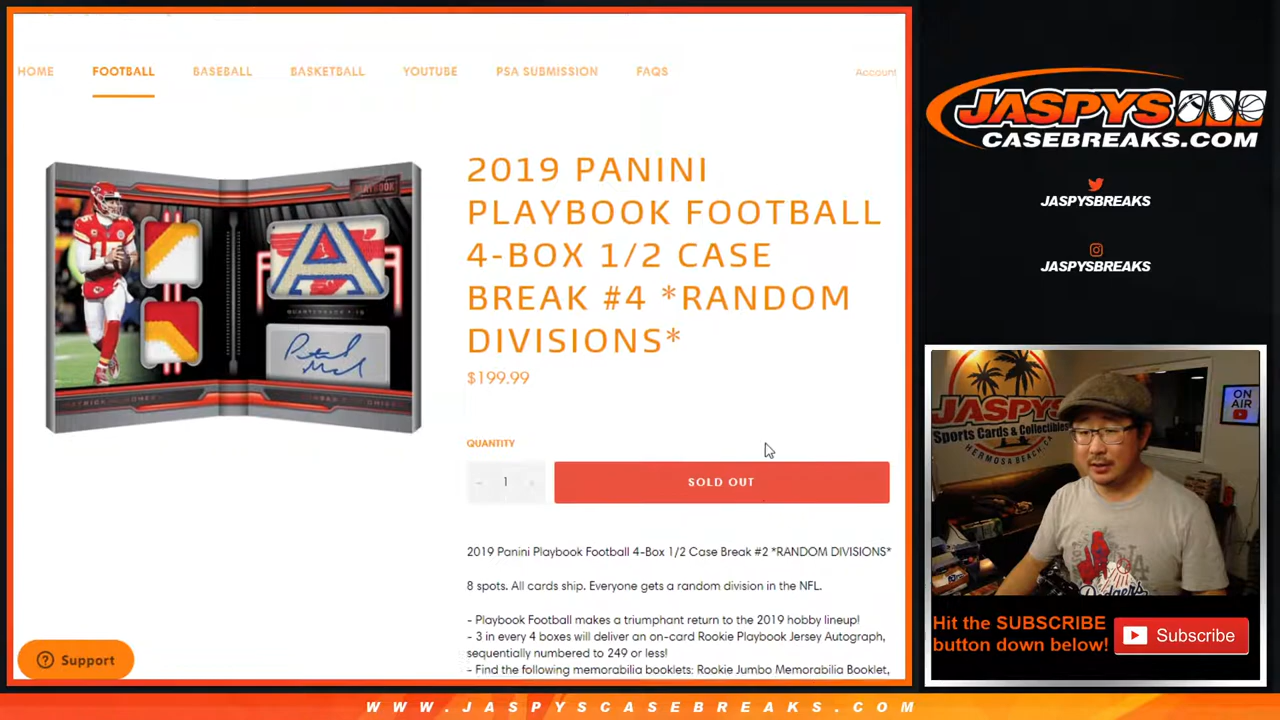 HOME FOOTBALL BASEBALL BASKETBALL YOUTUBE PSA SUBMISSION FAQS Account
2019 PANINI
PLAYBOOK FOOTBALL
4-BOX 1/2 CASE
BREAK #4 *RANDOM
DIVISIONS*
$199.99
PLAYBOOK
15
A
QUANTITY
1
SOLD OUT
2019 Panini Playbook Football 4-Box 1/2 Case Break #2 *RANDOM DIVISIONS*
8 spots. All cards ship. Everyone gets a random division in the NFL.
- Playbook Football makes a triumphant return to the 2019 hobby lineup!
- 3 in every 4 boxes will deliver an on-card Rookie Playbook Jersey Autograph,
sequentially numbered to 249 or less!
- Find the following memorabilia booklets: Rookie Jumbo Memorabilia Booklet,
Support
JASPYS
CASEBREAKS.COM
JASPYSBREAKS
JASPYSBREAKS
JASPYS
Sports Cards & Collectibles
HERMOSA BEACH, CA
ON
AIR
Dodgers
Hit the SUBSCRIBE
button down below!
Subscribe
WWW.JASPYSCASEBREAKS.COM